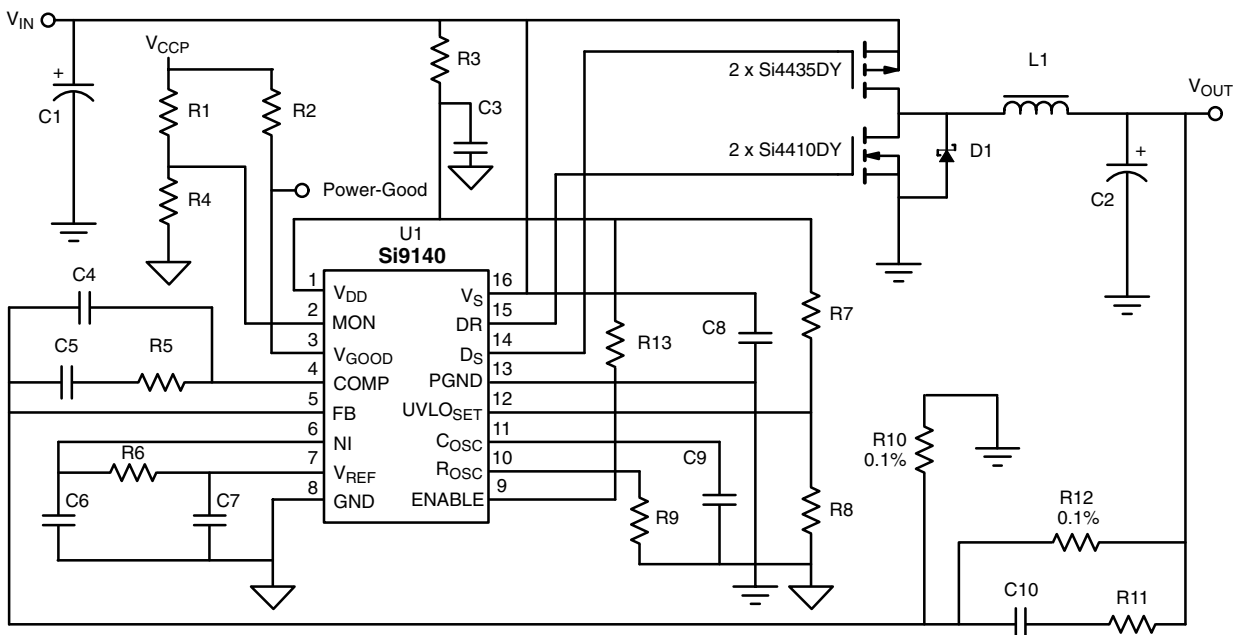 VIN
VCCP
R3
C3
2 x Si4435DY
L1
VOUT
+
C1
R1
R2
R4
Power-Good
2 x Si4410DY
D1
+
C2
U1
Si9140
C4
C5
R5
R6
C6
C7
1
VDD
2
MON
3
VGOOD
4
COMP
5
FB
6
NI
7
VREF
8
GND
16
VS
15
DR
14
DS
13
PGND
12
UVLOSET
11
COSC
10
ROSC
9
ENABLE
R13
C8
R7
C9
R9
R8
R10
0.1%
R12
0.1%
C10
R11